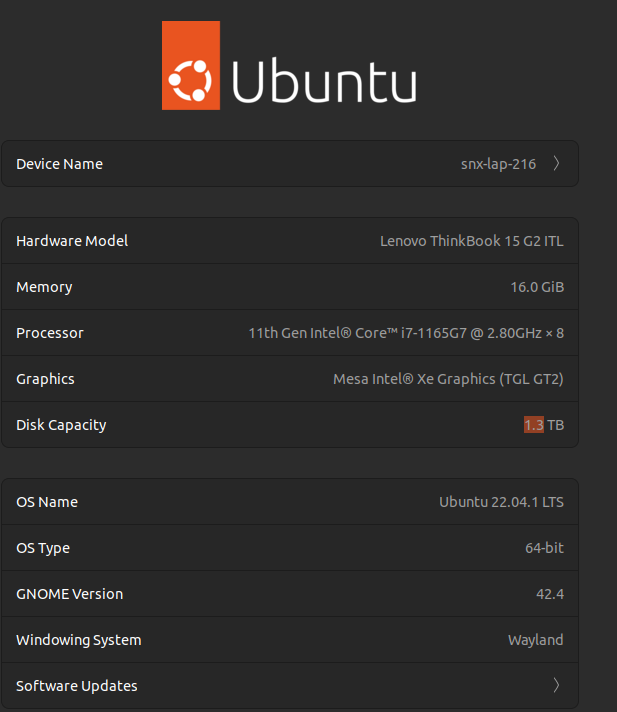 Ubuntu
Device Name snx-lap-216
Hardware Model Lenovo ThinkBook 15 G2 ITL
Memory 16.0 GiB
Processor 11th Gen Intel® Core™ i7-1165G7 @ 2.80GHz × 8
Graphics Mesa Intel® Xe Graphics (TGL GT2)
Disk Capacity 1.3 TB
OS Name Ubuntu 22.04.1 LTS
OS Type 64-bit
GNOME Version 42.4
Windowing System Wayland
Software Updates